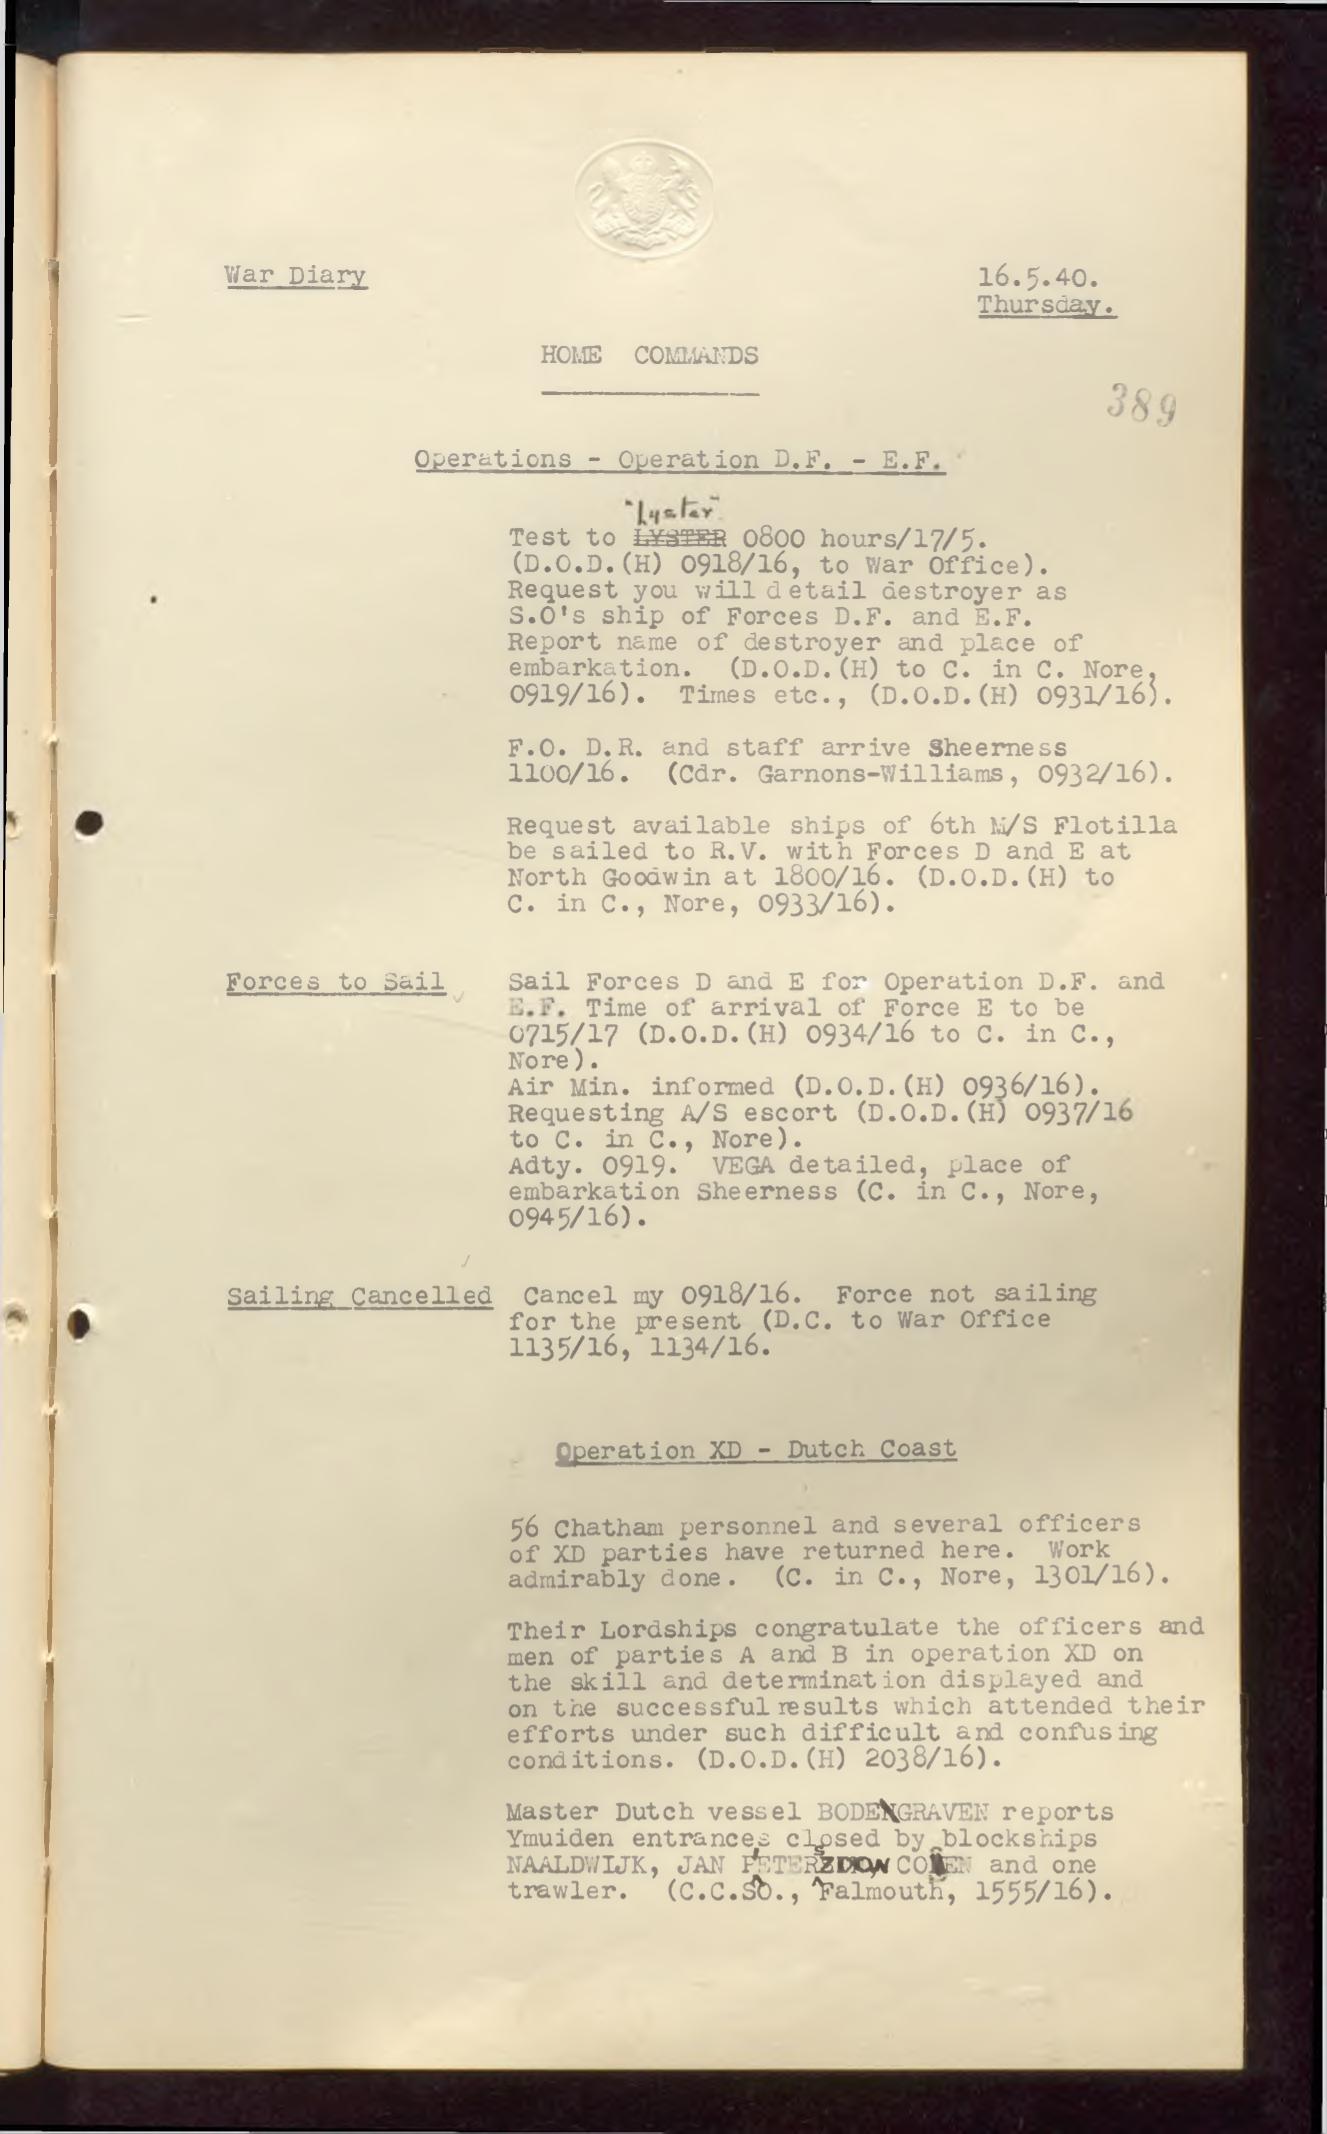 War Diary
16.5.40.
Thursday.
HOME COMMANDS
389
Operations - Operation D.F. - E.F.
"Lyster"
Test to LYSTER 0800 hours/17/5.
(D.O.D.(H) 0918/16, to War Office).
Request you will detail destroyer as
S.O's ship of Forces D.F. and E.F.
Report name of destroyer and place of
embarkation. (D.O.D.(H) to C. in C. Nore,
0919/16). Times etc., (D.O.D.(H) 0931/16).
F.O. D.R. and staff arrive Sheerness
1100/16. (Cdr. Garnons-Williams, 0932/16).
Request available ships of 6th M/S Flotilla
be sailed to R.V. with Forces D and E at
North Goodwin at 1800/16. (D.O.D.(H) to
C. in C., Nore, 0933/16).
Forces to Sail
Sail Forces D and E for Operation D.F. and
E.F. Time of arrival of Force E to be
0715/17 (D.O.D.(H) 0934/16 to C. in C.,
Nore).
Air Min. informed (D.O.D.(H) 0936/16).
Requesting A/S escort (D.O.D.(H) 0937/16
to C. in C., Nore).
Adty. 0919. VEGA detailed, place of
embarkation Sheerness (C. in C., Nore,
0945/16).
Sailing Cancelled
Cancel my 0918/16. Force not sailing
for the present (D.C. to War Office
1135/16, 1134/16.
Operation XD - Dutch Coast
56 Chatham personnel and several officers
of XD parties have returned here. Work
admirably done. (C. in C., Nore, 1301/16).
Their Lordships congratulate the officers and
men of parties A and B in operation XD on
the skill and determination displayed and
on the successful results which attended their
efforts under such difficult and confusing
conditions. (D.O.D.(H) 2038/16).
Master Dutch vessel BODEGRAVEN reports
Ymuiden entrances closed by blockships
NAALDWIJK, JAN and one
trawler. (C.C.SO., Falmouth, 1555/16).